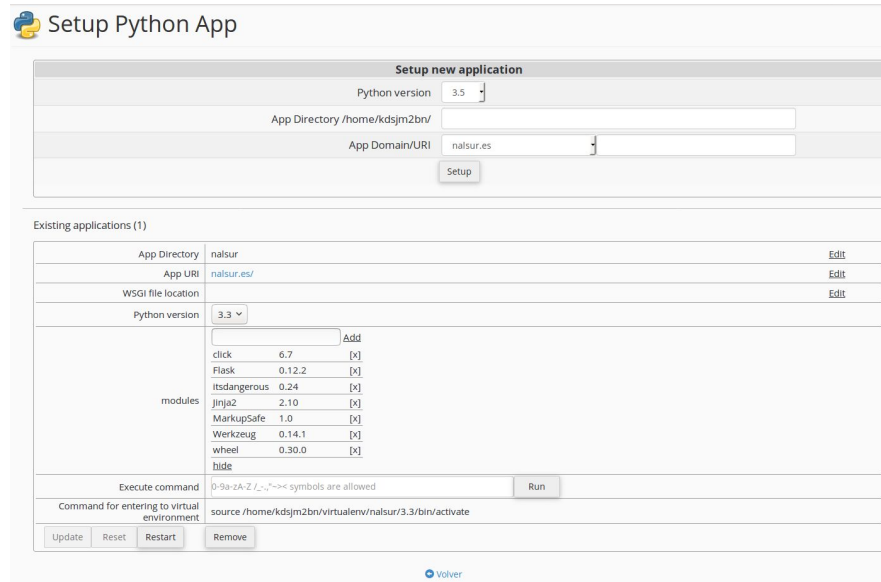 Setup Python App
Setup new application
Python version 3.5
App Directory /home/kdsjm2bn/
App Domain/URI nalsur.es
Setup
Existing applications (1)
App Directory nalsur Edit
App URI nalsur.es/ Edit
WSGI file location Edit
Python version 3.3
Add
click 6.7 [x]
Flask 0.12.2 [x]
itsdangerous 0.24 [x]
modules Jinja2 2.10 [x]
MarkupSafe 1.0 [x]
Werkzeug 0.14.1 [x]
wheel 0.30.0 [x]
hide
Execute command 0-9a-zA-Z /_-.,"~>< symbols are allowed Run
Command for entering to virtual
environment source /home/kdsjm2bn/virtualenv/nalsur/3.3/bin/activate
Update Reset Restart Remove
Volver